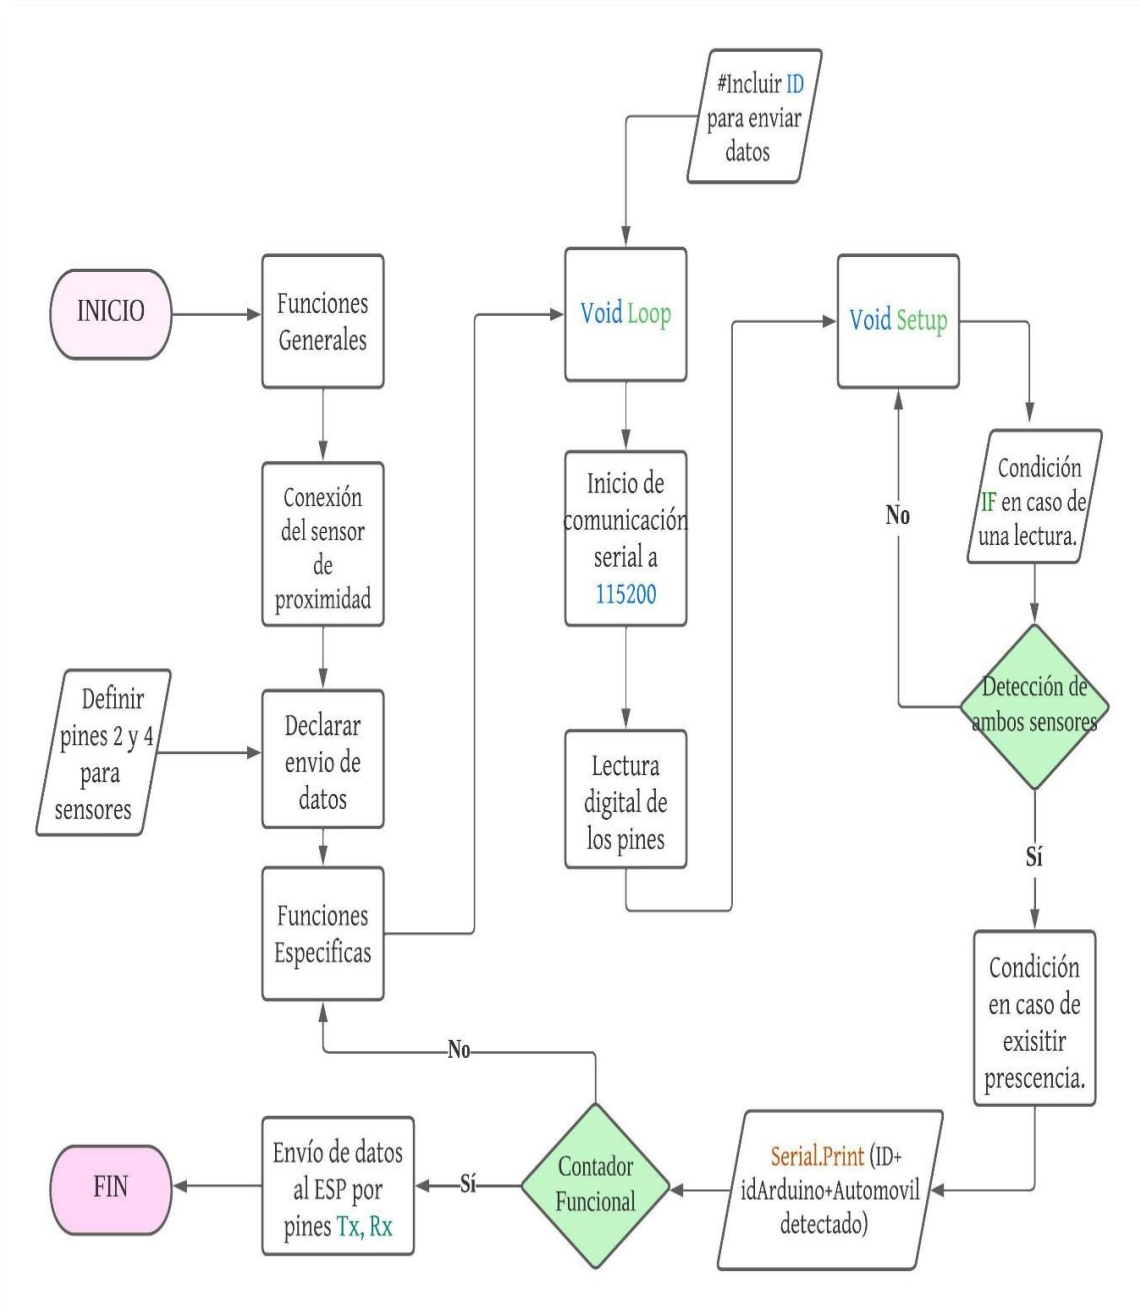 #Incluir ID
para enviar
datos
INICIO
Funciones
Generales
Void Loop
Void Setup
Conexión
del sensor
de
proximidad
Inicio de
comunicación
serial a
115200
Condición
IF en caso de
una lectura.
No
Definir
pines 2 y 4
para
sensores
Declarar
envio de
datos
Lectura
digital de
los pines
Detección de
ambos sensores
Sí
Funciones
Especificas
Condición
en caso de
exisitir
prescencia.
No
FIN
Envío de datos
al ESP por
pines Tx, Rx
Sí
Contador
Funcional
Serial.Print (ID+
idArduino+Automovil
detectado)